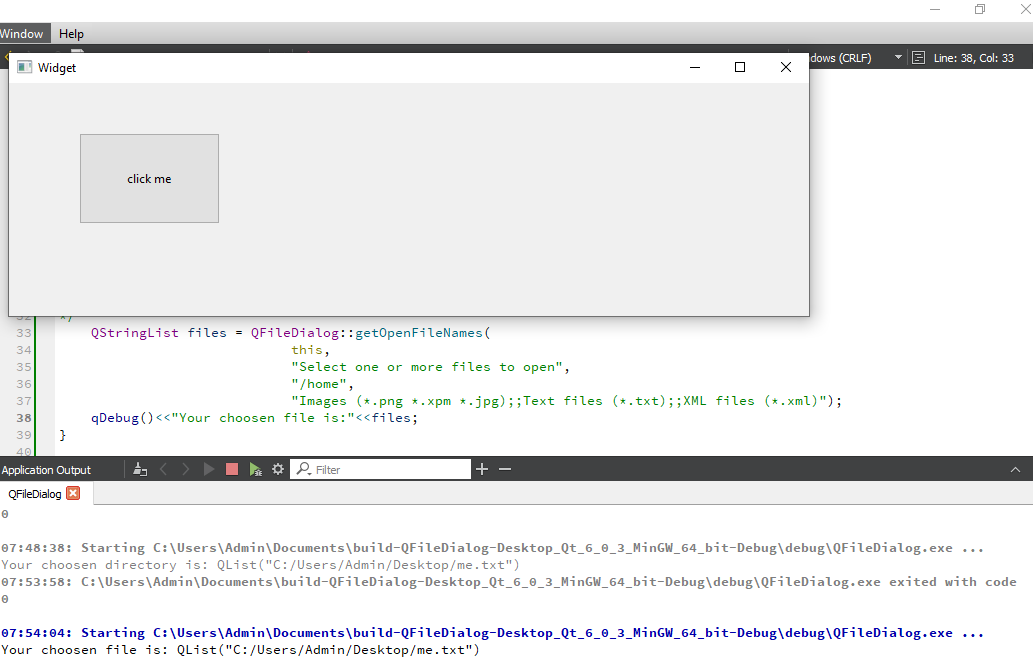 Window Help
Widget
dows (CRLF) Line: 38, Col: 33
click me
32 */
33 QStringList files = QFileDialog::getOpenFileNames(
34 this,
35 "Select one or more files to open",
36 "/home",
37 "Images (*.png *.xpm *.jpg);;Text files (*.txt);;XML files (*.xml)");
38 qDebug()<<"Your choosen file is:"<<files;
39 }
40
Application Output Filter
QFileDialog
0
07:48:38: Starting C:\Users\Admin\Documents\build-QFileDialog-Desktop_Qt_6_0_3_MinGW_64_bit-Debug\debug\QFileDialog.exe ...
Your choosen directory is: QList("C:/Users/Admin/Desktop/me.txt")
07:53:58: C:\Users\Admin\Documents\build-QFileDialog-Desktop_Qt_6_0_3_MinGW_64_bit-Debug\debug\QFileDialog.exe exited with code
0
07:54:04: Starting C:\Users\Admin\Documents\build-QFileDialog-Desktop_Qt_6_0_3_MinGW_64_bit-Debug\debug\QFileDialog.exe ...
Your choosen file is: QList("C:/Users/Admin/Desktop/me.txt")